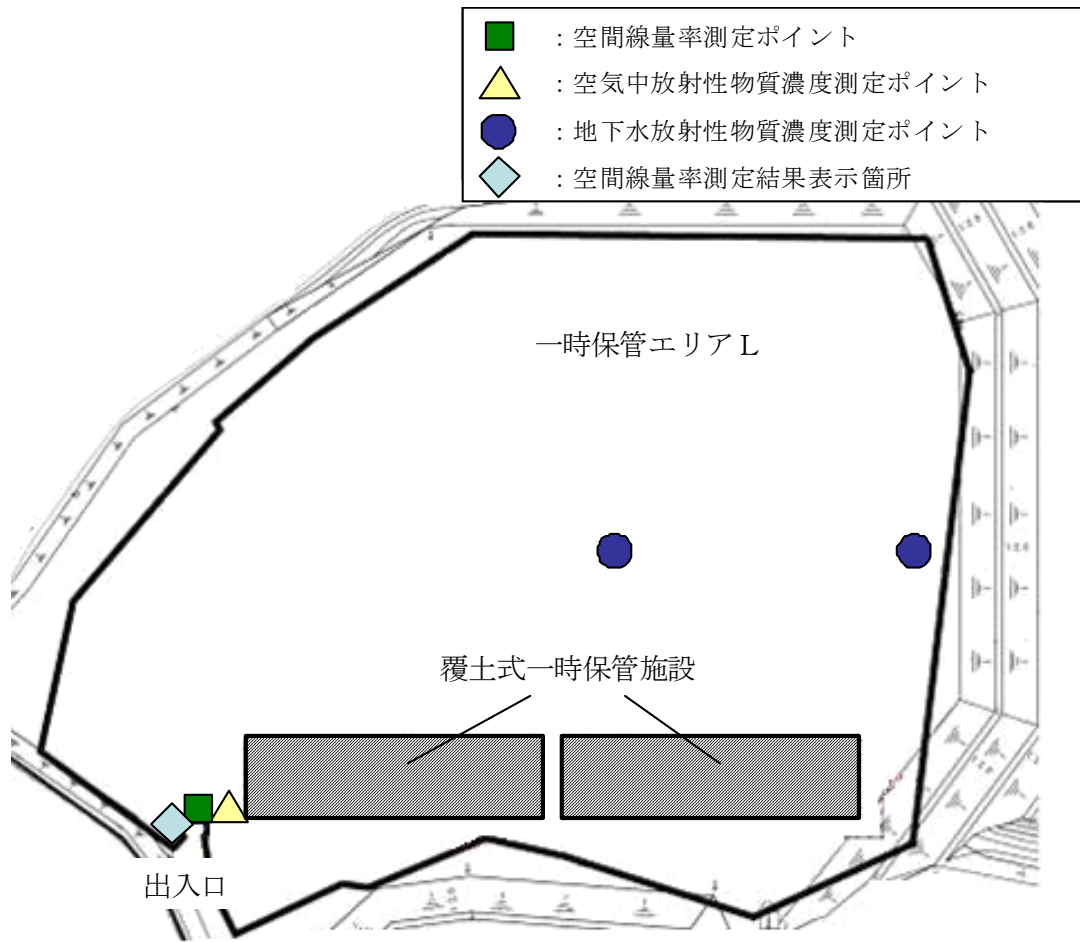 ：空間線量率測定ポイント
：空気中放射性物質濃度測定ポイント
：地下水放射性物質濃度測定ポイント
：空間線量率測定結果表示箇所
一時保管エリアＬ
覆土式一時保管施設
出入口